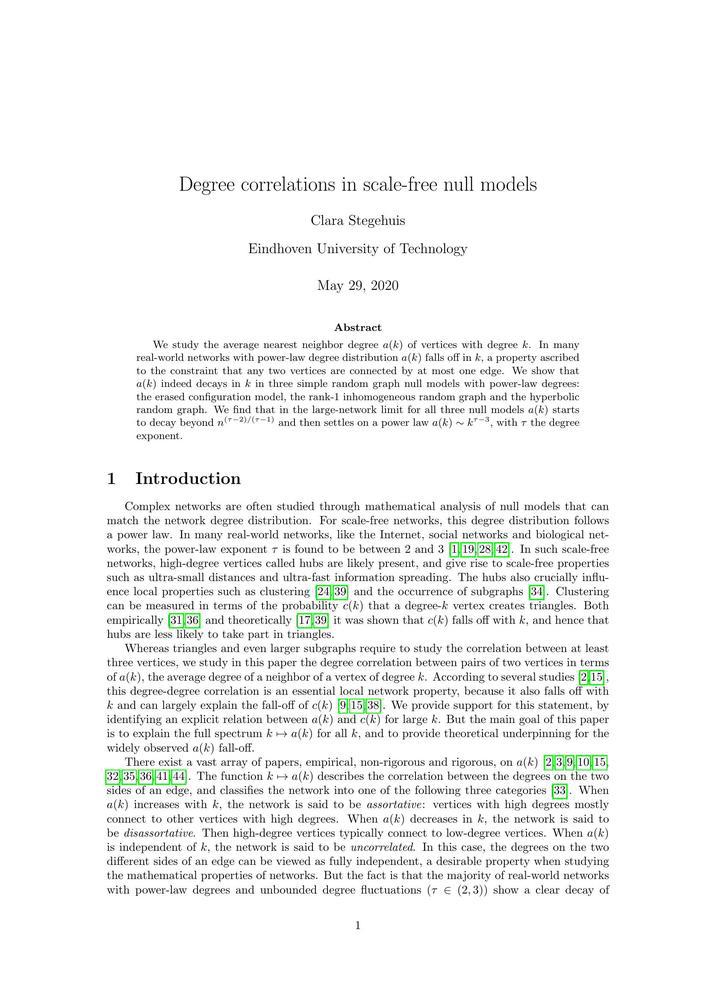 Degree correlations in scale-free null models
Clara Stegehuis
Eindhoven University of Technology
May 29, 2020
Abstract
We study the average nearest neighbor degree a(k) of vertices with degree k. In many
real-world networks with power-law degree distribution a(k) falls off in k, a property ascribed
to the constraint that any two vertices are connected by at most one edge. We show that
a(k) indeed decays in k in three simple random graph null models with power-law degrees:
the erased configuration model, the rank-1 inhomogeneous random graph and the hyperbolic
random graph. We find that in the large-network limit for all three null models a(k) starts
to decay beyond n^{(τ−2)/(τ−1)} and then settles on a power law a(k) ∼ k^{τ−3}, with τ the degree
exponent.
1 Introduction
Complex networks are often studied through mathematical analysis of null models that can
match the network degree distribution. For scale-free networks, this degree distribution follows
a power law. In many real-world networks, like the Internet, social networks and biological net-
works, the power-law exponent τ is found to be between 2 and 3 [1,19,28,42]. In such scale-free
networks, high-degree vertices called hubs are likely present, and give rise to scale-free properties
such as ultra-small distances and ultra-fast information spreading. The hubs also crucially influ-
ence local properties such as clustering [24,39] and the occurrence of subgraphs [34]. Clustering
can be measured in terms of the probability c(k) that a degree-k vertex creates triangles. Both
empirically [31,36] and theoretically [17,39] it was shown that c(k) falls off with k, and hence that
hubs are less likely to take part in triangles.
Whereas triangles and even larger subgraphs require to study the correlation between at least
three vertices, we study in this paper the degree correlation between pairs of two vertices in terms
of a(k), the average degree of a neighbor of a vertex of degree k. According to several studies [2,15],
this degree-degree correlation is an essential local network property, because it also falls off with
k and can largely explain the fall-off of c(k) [9,15,38]. We provide support for this statement, by
identifying an explicit relation between a(k) and c(k) for large k. But the main goal of this paper
is to explain the full spectrum k ↦ a(k) for all k, and to provide theoretical underpinning for the
widely observed a(k) fall-off.
There exist a vast array of papers, empirical, non-rigorous and rigorous, on a(k) [2,3,9,10,15,
32,35,36,41,44]. The function k ↦ a(k) describes the correlation between the degrees on the two
sides of an edge, and classifies the network into one of the following three categories [33]. When
a(k) increases with k, the network is said to be assortative: vertices with high degrees mostly
connect to other vertices with high degrees. When a(k) decreases in k, the network is said to
be disassortative. Then high-degree vertices typically connect to low-degree vertices. When a(k)
is independent of k, the network is said to be uncorrelated. In this case, the degrees on the two
different sides of an edge can be viewed as fully independent, a desirable property when studying
the mathematical properties of networks. But the fact is that the majority of real-world networks
with power-law degrees and unbounded degree fluctuations (τ ∈ (2, 3)) show a clear decay of
1